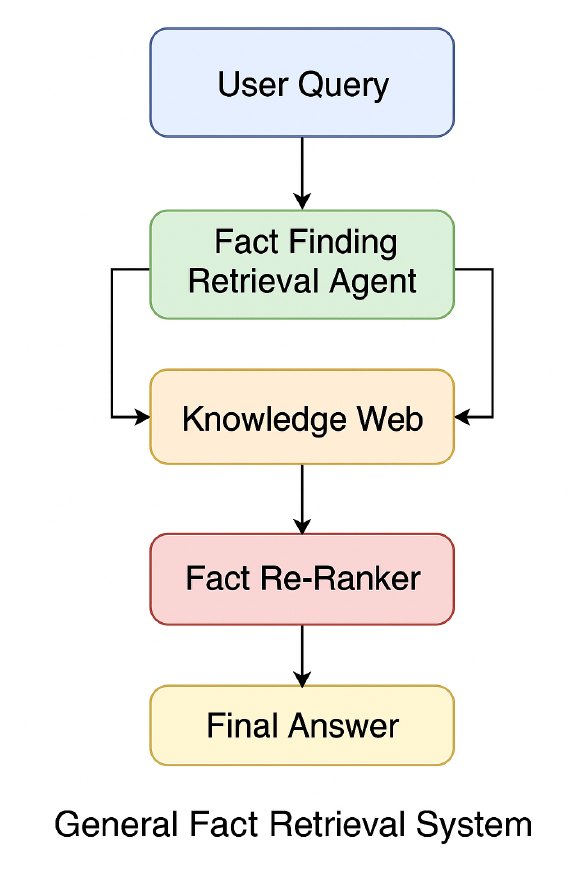 User Query
Fact Finding
Retrieval Agent
Knowledge Web
Fact Re-Ranker
Final Answer
General Fact Retrieval System